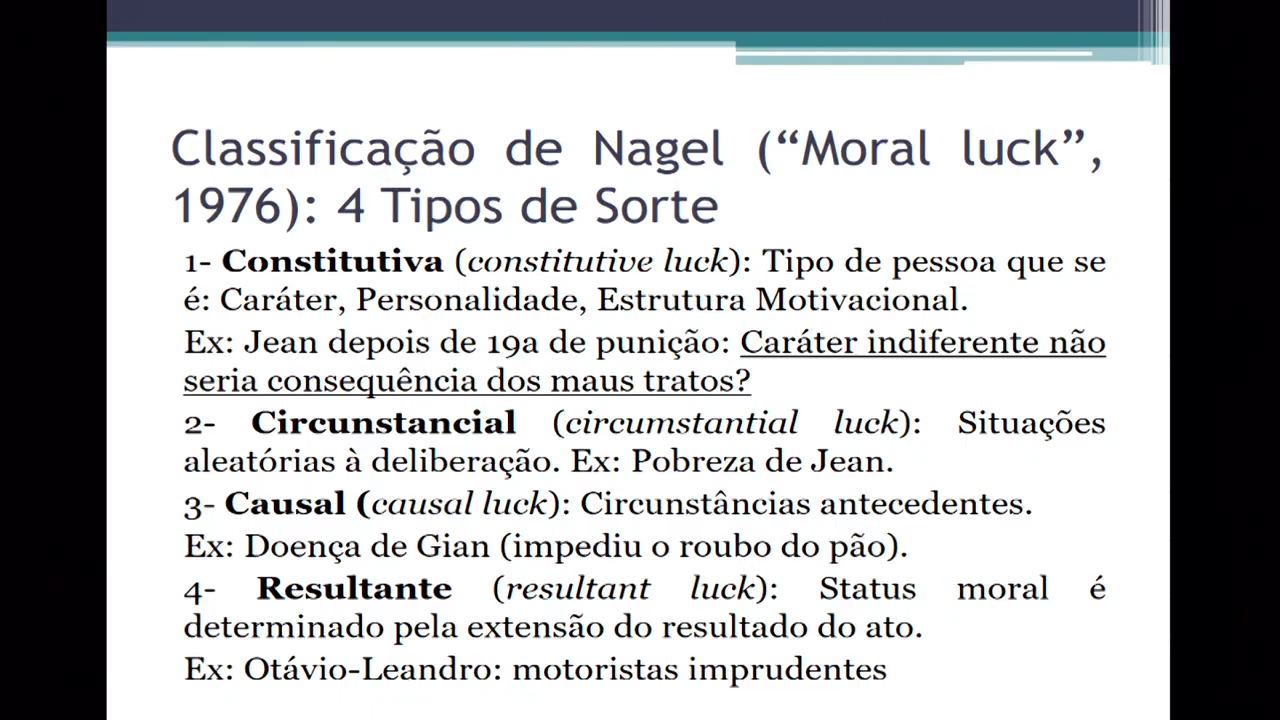 Classificação de Nagel (“Moral luck”,
1976): 4 Tipos de Sorte
1- Constitutiva (constitutive luck): Tipo de pessoa que se
é: Caráter, Personalidade, Estrutura Motivacional.
Ex: Jean depois de 19a de punição: Caráter indiferente não
seria consequência dos maus tratos?
2- Circunstancial (circumstantial luck): Situações
aleatórias à deliberação. Ex: Pobreza de Jean.
3- Causal (causal luck): Circunstâncias antecedentes.
Ex: Doença de Gian (impediu o roubo do pão).
4- Resultante (resultant luck): Status moral é
determinado pela extensão do resultado do ato.
Ex: Otávio-Leandro: motoristas imprudentes